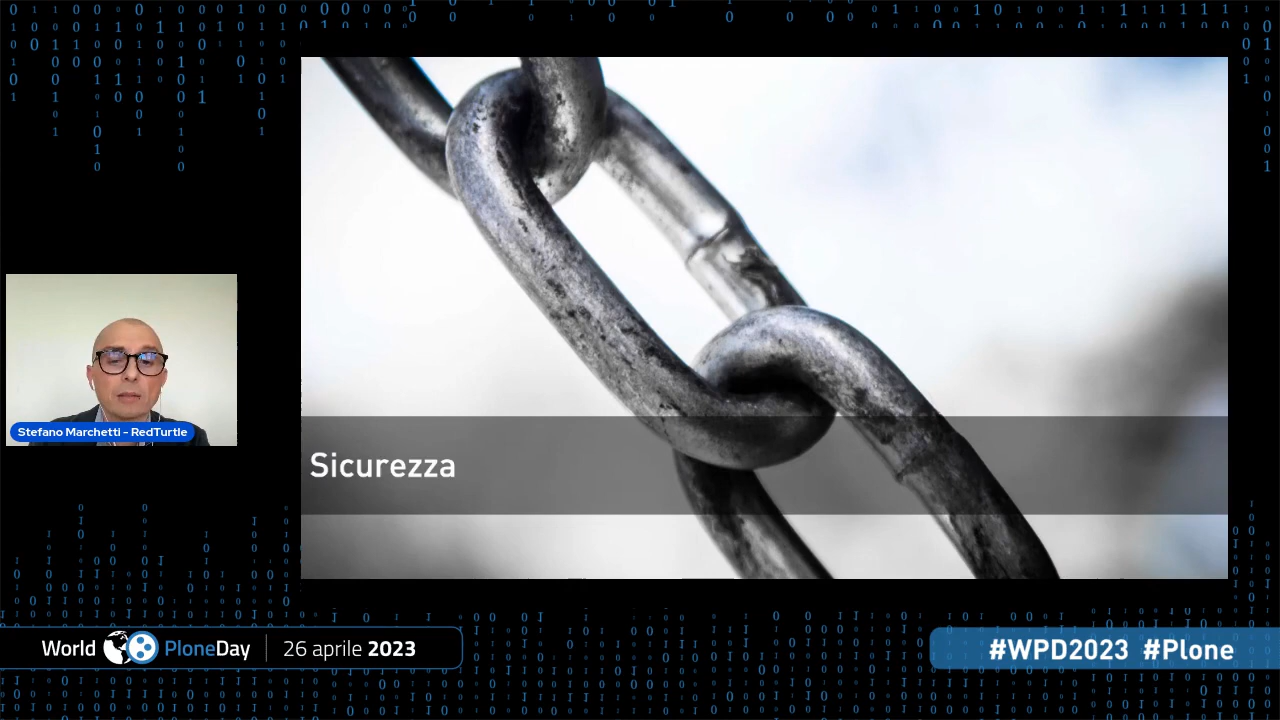 Sicurezza
Stefano Marchetti - RedTurtle
World PloneDay | 26 aprile 2023
#WPD2023 #Plone